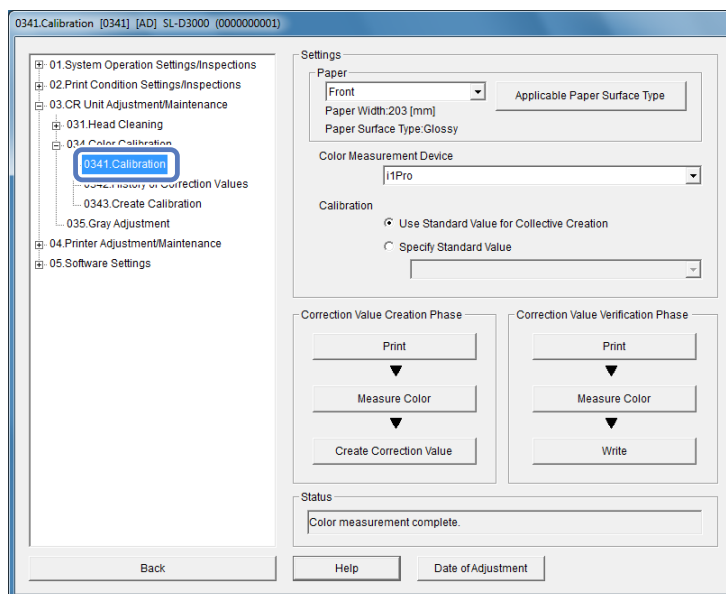 0341.Calibration [0341] [AD] SL-D3000 (0000000001)
01.System Operation Settings/Inspections
02.Print Condition Settings/Inspections
03.CR Unit Adjustment/Maintenance
031.Head Cleaning
034.Color Calibration
0341.Calibration
0342.History of Correction Values
0343.Create Calibration
035.Gray Adjustment
04.Printer Adjustment/Maintenance
05.Software Settings
Back
Settings
Paper
Front
Applicable Paper Surface Type
Paper Width:203 [mm]
Paper Surface Type:Glossy
Color Measurement Device
i1Pro
Calibration
Use Standard Value for Collective Creation
Specify Standard Value
Correction Value Creation Phase
Print
Measure Color
Create Correction Value
Correction Value Verification Phase
Print
Measure Color
Write
Status
Color measurement complete.
Help
Date of Adjustment